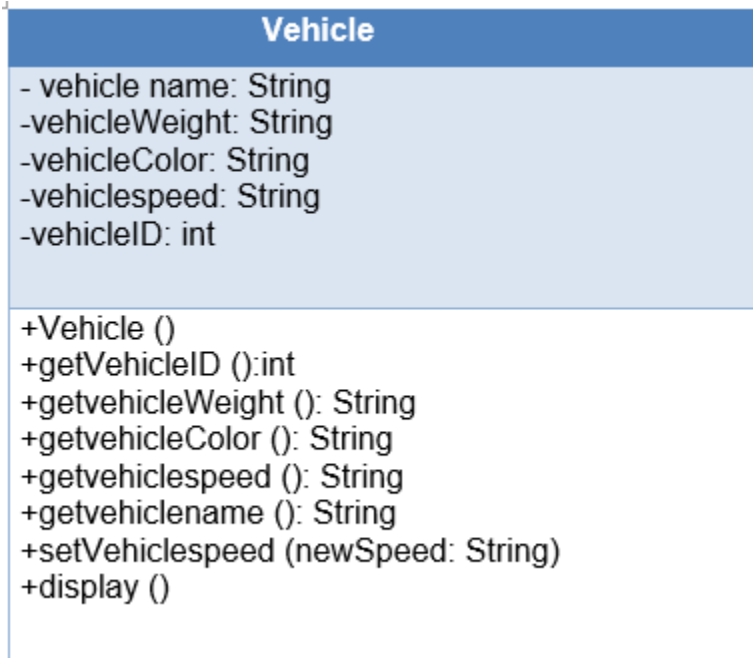 Vehicle
- vehicle name: String
-vehicleWeight: String
-vehicleColor: String
-vehiclespeed: String
-vehicleID: int
+Vehicle ()
+getVehicleID ():int
+getvehicleWeight (): String
+getvehicleColor (): String
+getvehiclespeed (): String
+getvehiclename (): String
+setVehiclespeed (newSpeed: String)
+display ()